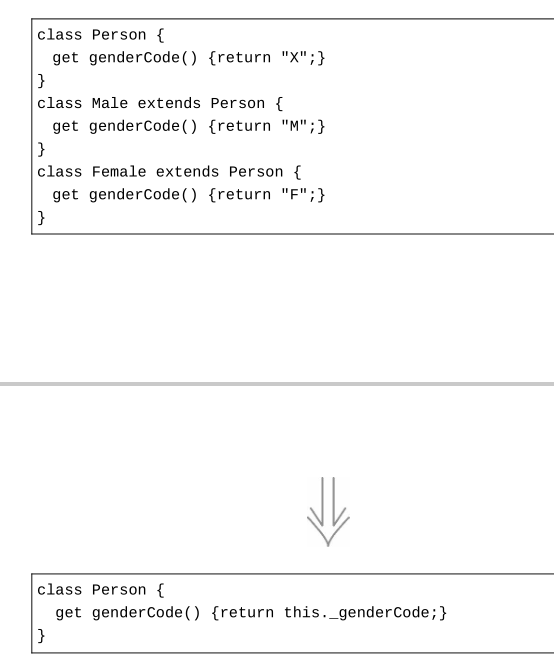 class Person {
  get genderCode() {return "X";}
}
class Male extends Person {
  get genderCode() {return "M";}
}
class Female extends Person {
  get genderCode() {return "F";}
}
class Person {
  get genderCode() {return this._genderCode;}
}